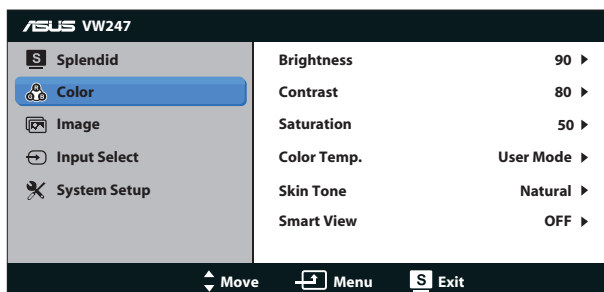 ASUS VW247
S Splendid
Color
Image
Input Select
System Setup
Brightness 90
Contrast 80
Saturation 50
Color Temp. User Mode
Skin Tone Natural
Smart View OFF
Move Menu S Exit